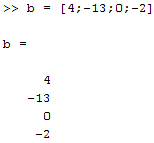 >> b = [4;-13;0;-2]
b =
4
-13
0
-2